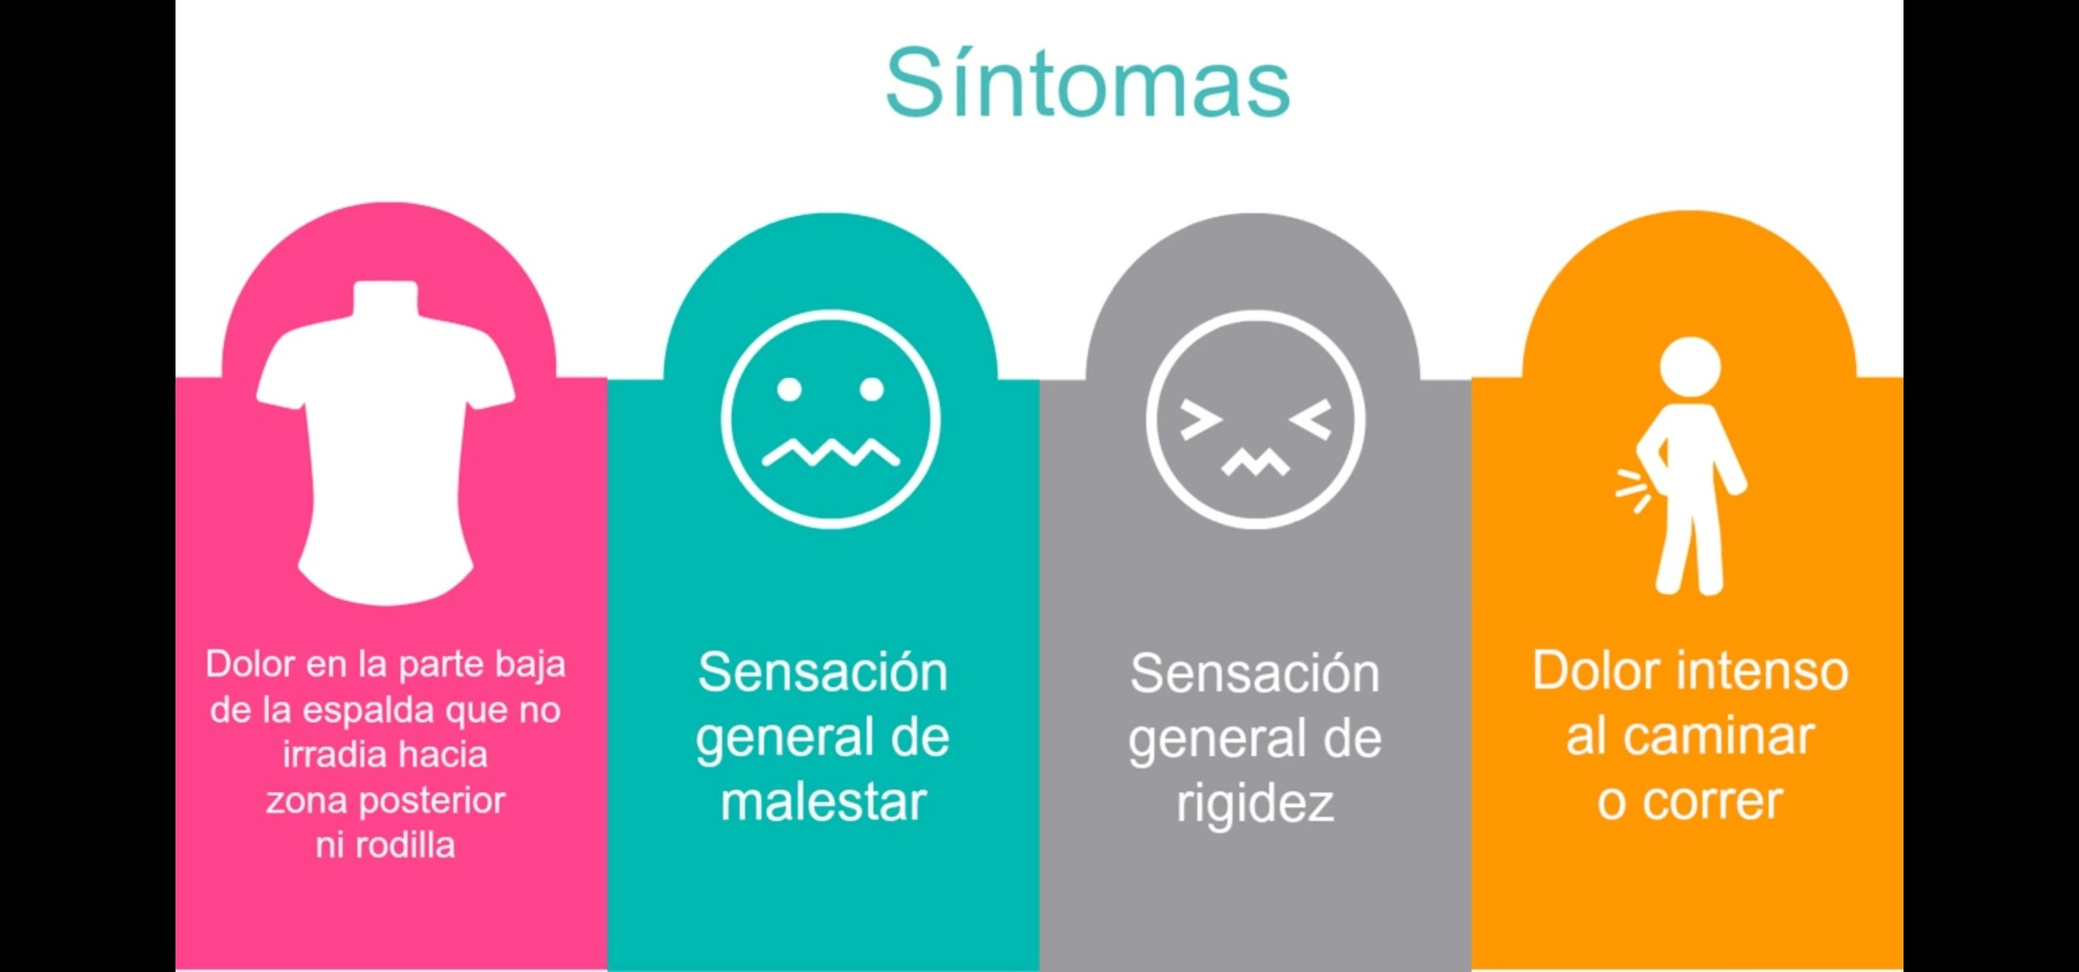 Síntomas
Dolor en la parte baja
de la espalda que no
irradia hacia
zona posterior
ni rodilla
Sensación
general de
malestar
Sensación
general de
rigidez
Dolor intenso
al caminar
o correr